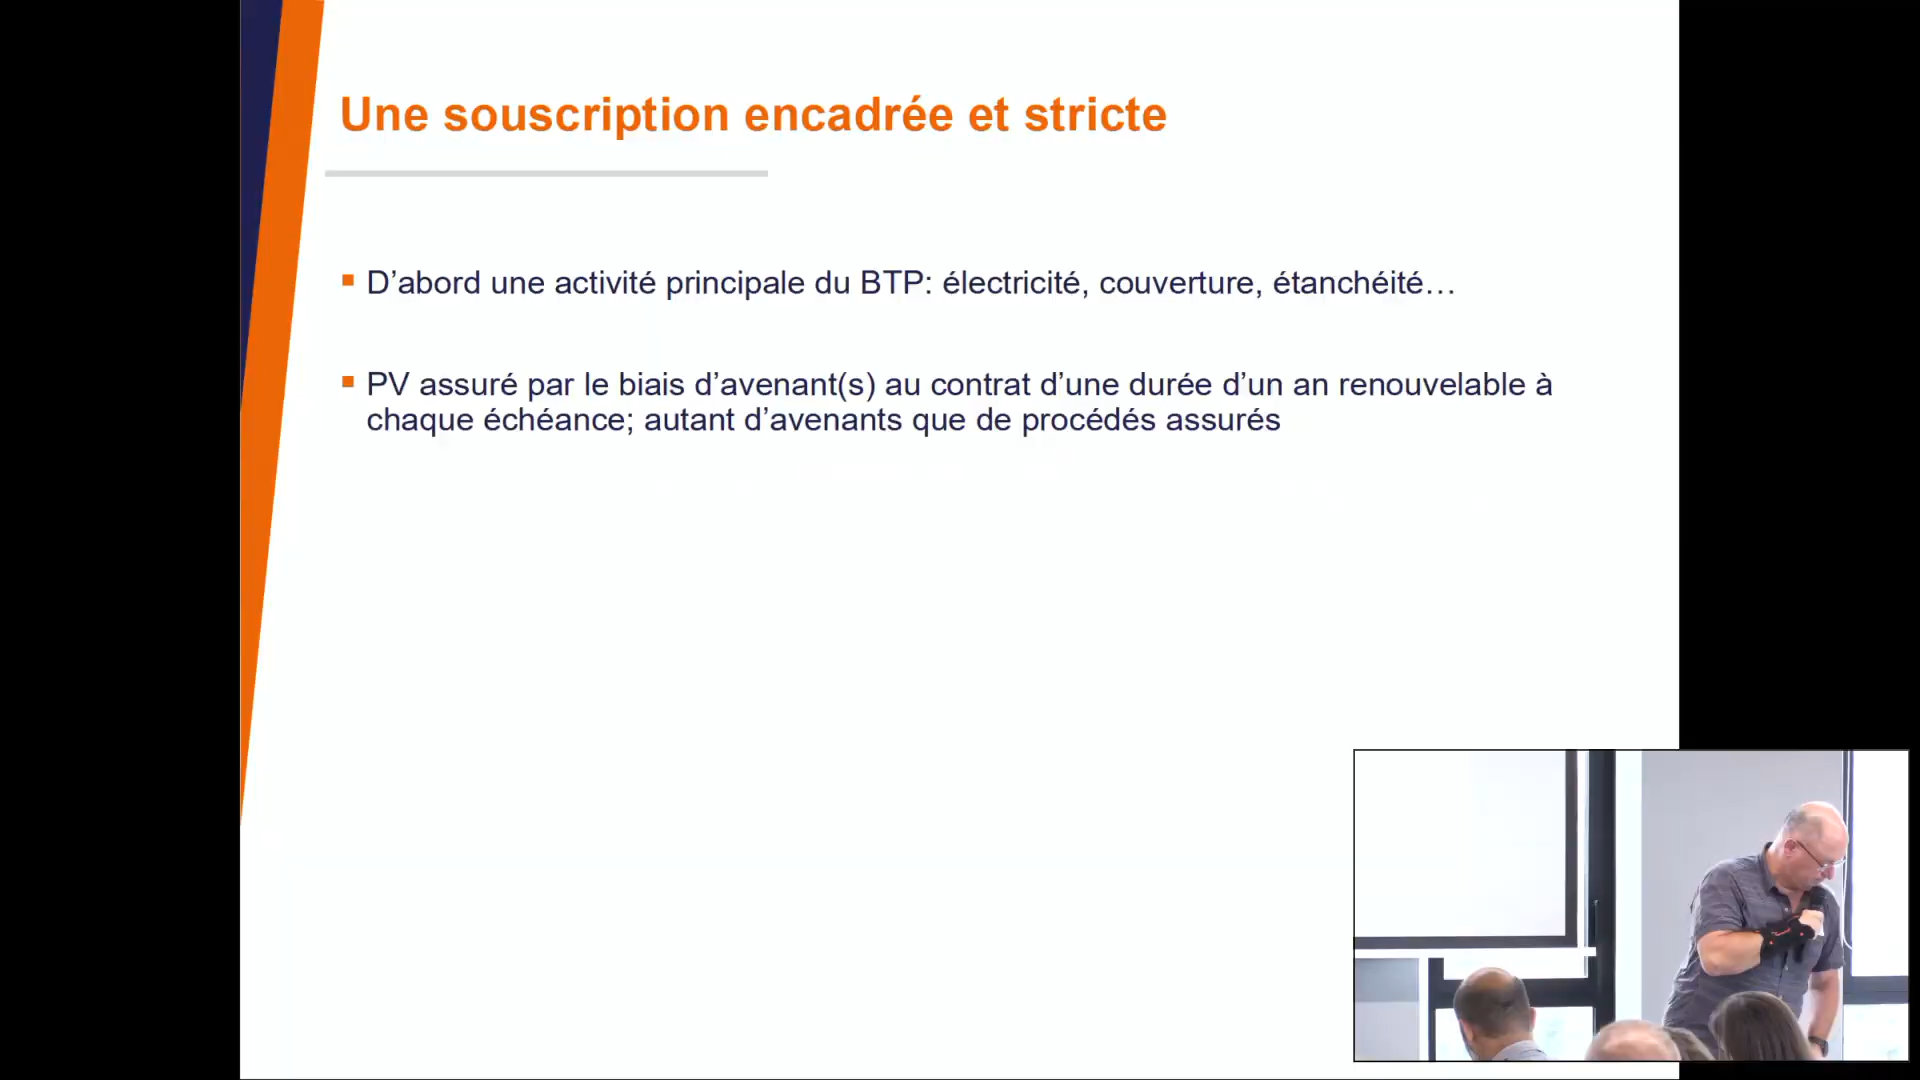 Une souscription encadrée et stricte
D’abord une activité principale du BTP: électricité, couverture, étanchéité…
PV assuré par le biais d’avenant(s) au contrat d’une durée d’un an renouvelable à
chaque échéance; autant d’avenants que de procédés assurés